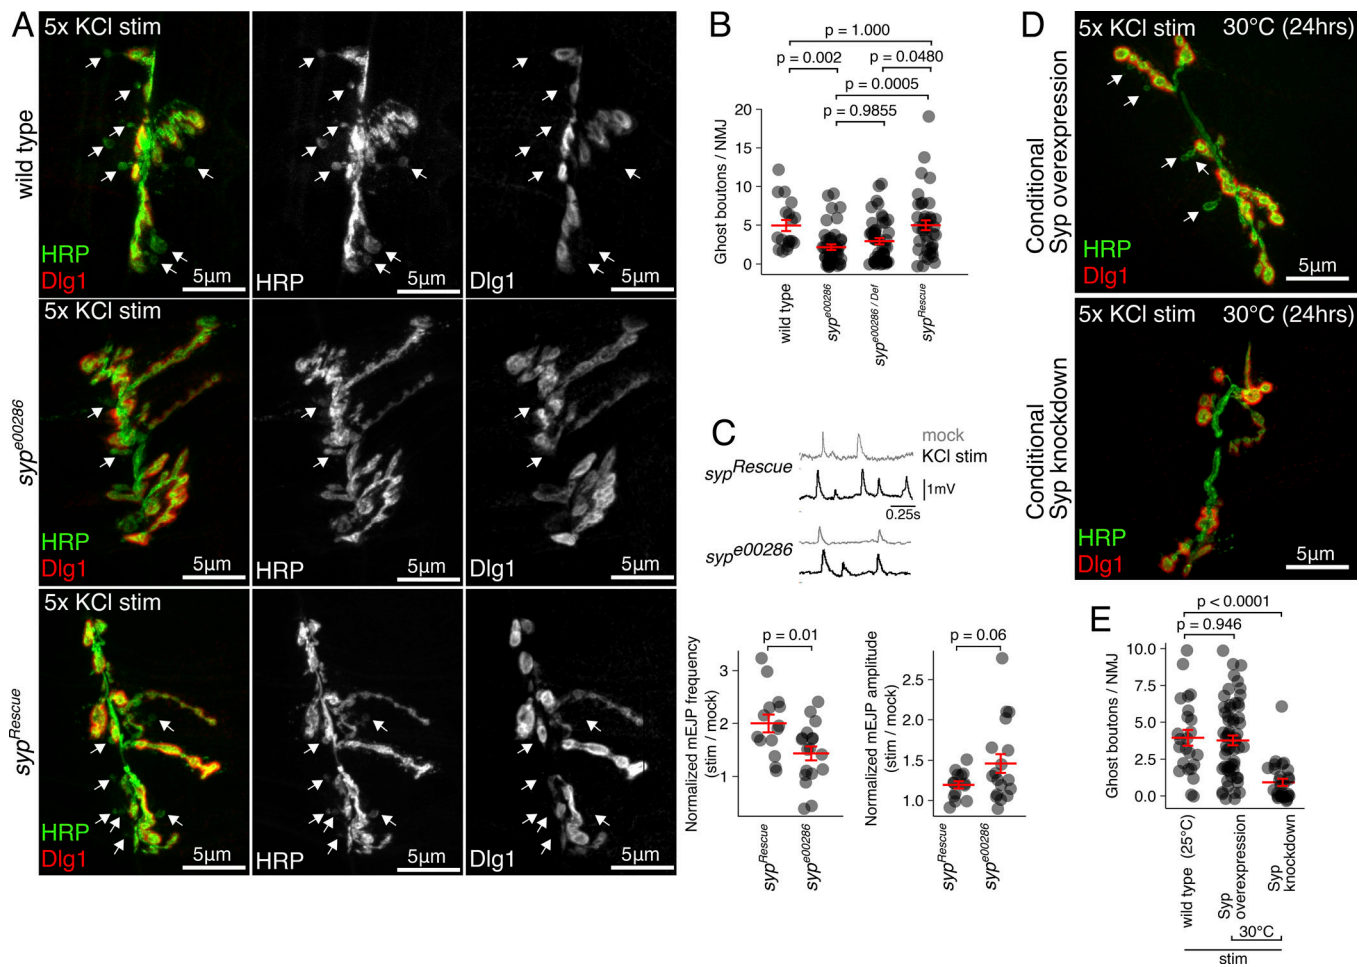 A
5x KCl stim
wild type
HRP
Dlg1
5µm
HRP
5µm
Dlg1
5µm
5x KCl stim
syp^e00286
HRP
Dlg1
5µm
HRP
5µm
Dlg1
5µm
5x KCl stim
syp^Rescue
HRP
Dlg1
5µm
HRP
5µm
Dlg1
5µm
B
p = 1.000
p = 0.002
p = 0.0480
p = 0.0005
p = 0.9855
Ghost boutons / NMJ
20
15
10
5
0
wild type
syp^e00286
syp^e00286 / Def
syp^Rescue
C
mock
KCl stim
syp^Rescue
1mV
0.25s
syp^e00286
p = 0.01
Normalized mEJP frequency
(stim / mock)
3
2
1
syp^Rescue
syp^e00286
p = 0.06
Normalized mEJP amplitude
(stim / mock)
2.5
2.0
1.5
1.0
syp^Rescue
syp^e00286
D
5x KCl stim
30°C (24hrs)
Conditional
Syp overexpression
HRP
Dlg1
5µm
5x KCl stim
30°C (24hrs)
Conditional
Syp knockdown
HRP
Dlg1
5µm
E
p < 0.0001
p = 0.946
Ghost boutons / NMJ
10.0
7.5
5.0
2.5
0.0
wild type (25°C)
Syp
overexpression
Syp
knockdown
30°C
stim